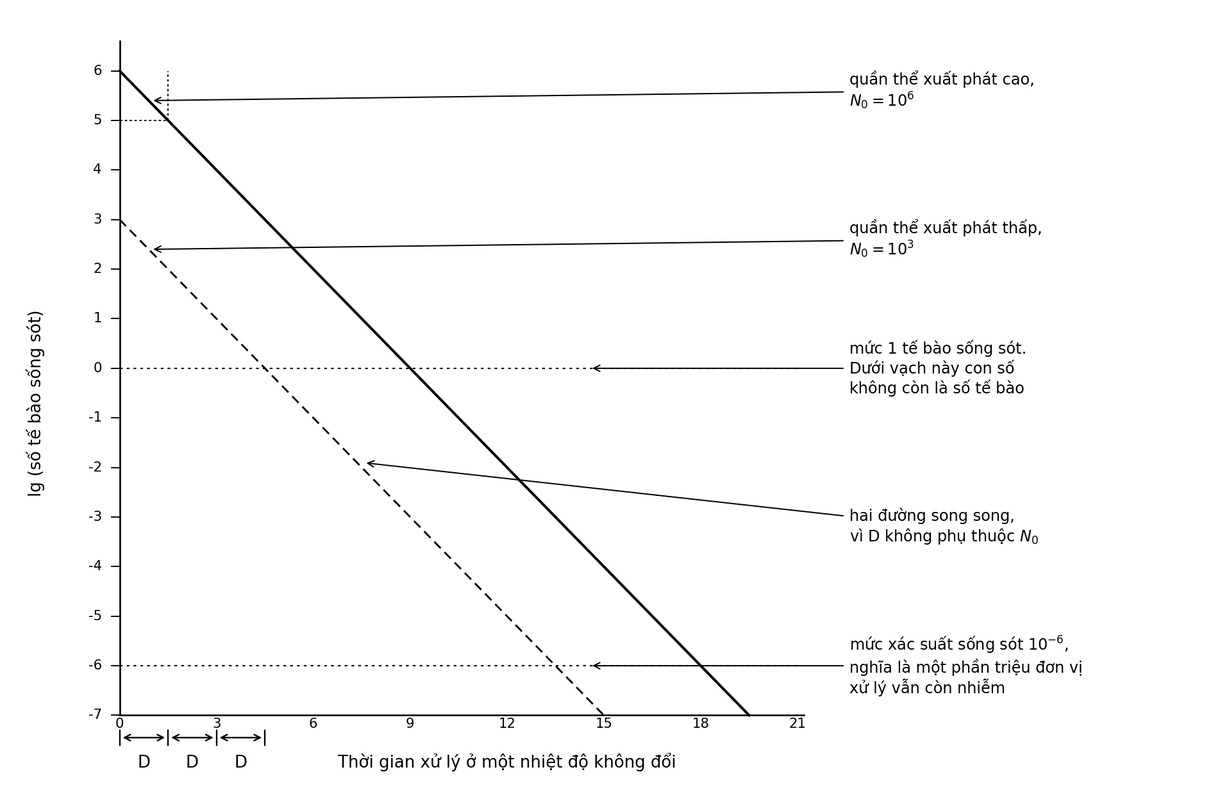 quần thể xuất phát cao,
N₀ = 10⁶
quần thể xuất phát thấp,
N₀ = 10³
mức 1 tế bào sống sót.
Dưới vạch này con số
không còn là số tế bào
hai đường song song,
vì D không phụ thuộc N₀
mức xác suất sống sót 10⁻⁶,
nghĩa là một phần triệu đơn vị
xử lý vẫn còn nhiễm
lg (số tế bào sống sót)
6
5
4
3
2
1
0
-1
-2
-3
-4
-5
-6
-7
0 3 6 9 12 15 18 21
D D D
Thời gian xử lý ở một nhiệt độ không đổi